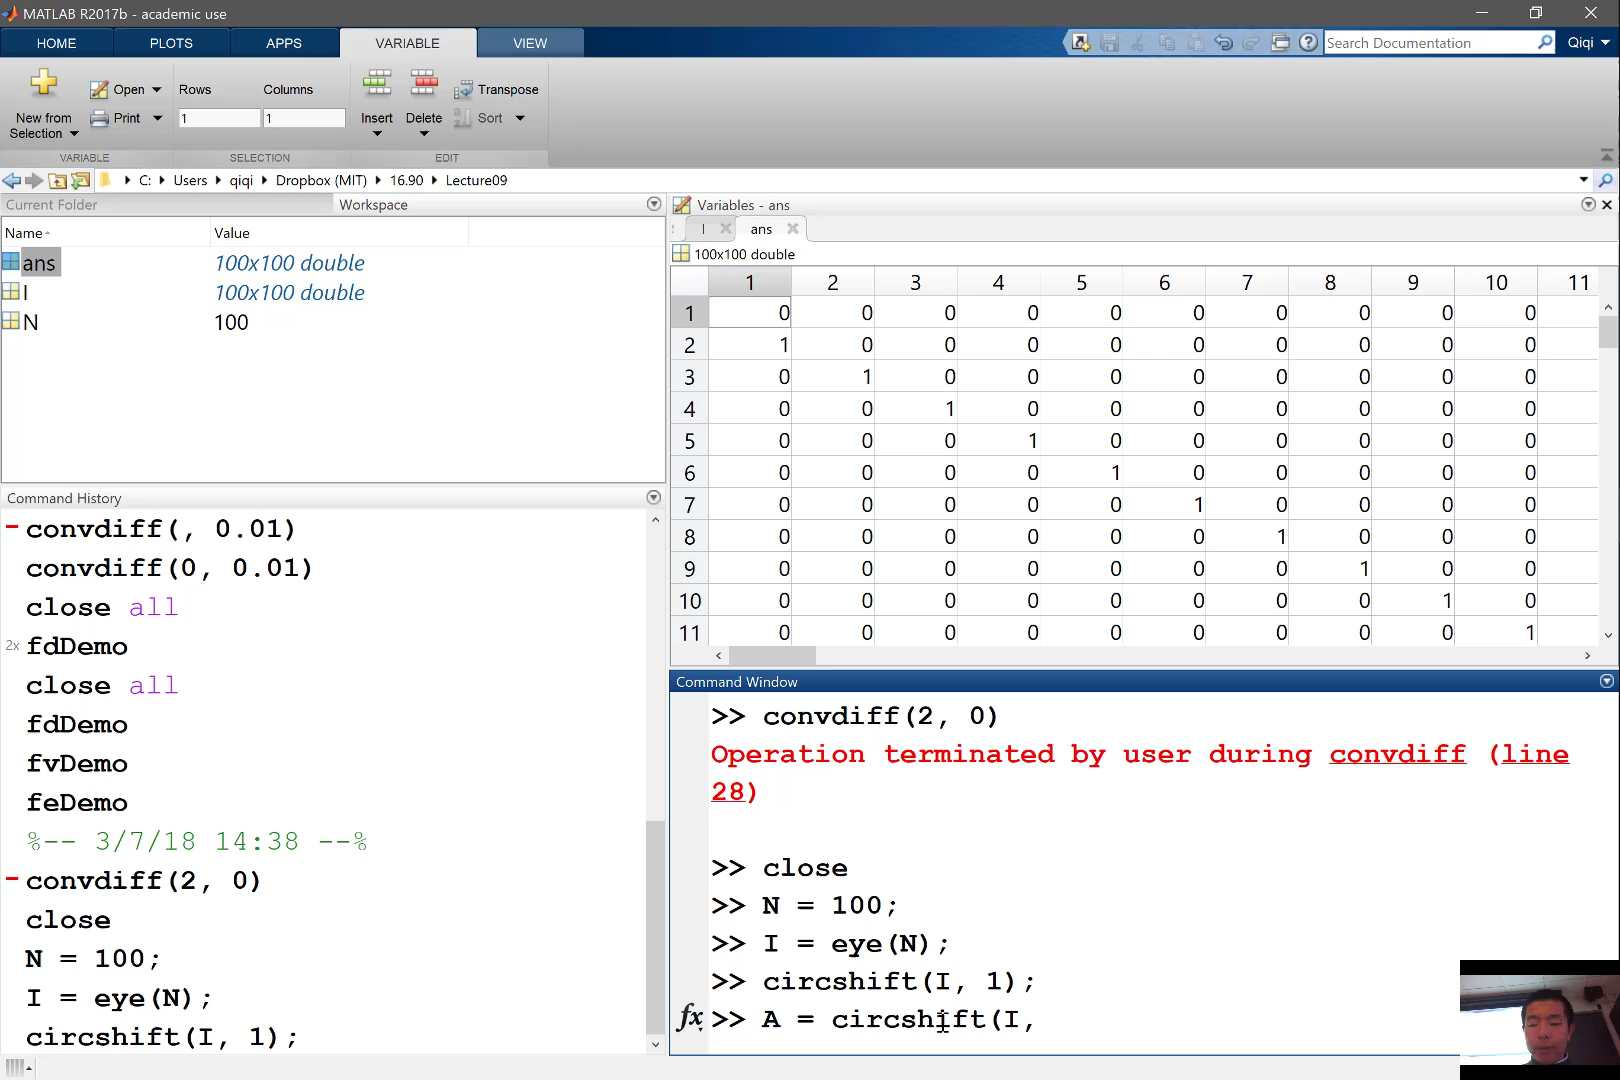 MATLAB R2017b - academic use
HOME PLOTS APPS VARIABLE VIEW Search Documentation Qiqi
New from Selection Open Print Rows Columns 1 1 Insert Delete Transpose Sort
VARIABLE SELECTION EDIT
C: Users qiqi Dropbox (MIT) 16.90 Lecture09
Current Folder Workspace
Name Value
ans 100x100 double
I 100x100 double
N 100
Command History
convdiff(, 0.01)
convdiff(0, 0.01)
close all
2x fdDemo
close all
fdDemo
fvDemo
feDemo
%-- 3/7/18 14:38 --%
convdiff(2, 0)
close
N = 100;
I = eye(N);
circshift(I, 1);
Variables - ans
I ans
100x100 double
1 2 3 4 5 6 7 8 9 10 11
1 0 0 0 0 0 0 0 0 0 0
2 1 0 0 0 0 0 0 0 0 0
3 0 1 0 0 0 0 0 0 0 0
4 0 0 1 0 0 0 0 0 0 0
5 0 0 0 1 0 0 0 0 0 0
6 0 0 0 0 1 0 0 0 0 0
7 0 0 0 0 0 1 0 0 0 0
8 0 0 0 0 0 0 1 0 0 0
9 0 0 0 0 0 0 0 1 0 0
10 0 0 0 0 0 0 0 0 1 0
11 0 0 0 0 0 0 0 0 0 1
Command Window
>> convdiff(2, 0)
Operation terminated by user during convdiff (line
28)
>> close
>> N = 100;
>> I = eye(N);
>> circshift(I, 1);
fx >> A = circshift(I,